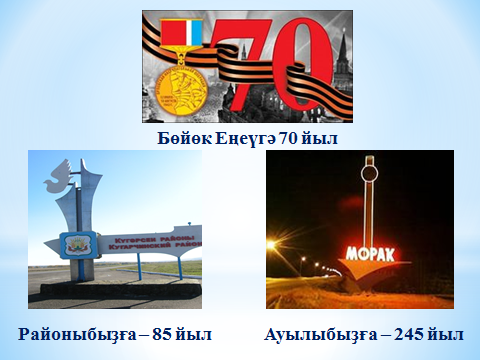 70
Бөйөк Еңеүгә 70 йыл
КҮГӘРСЕН РАЙОНЫ
КУГАРЧИНСКИЙ РАЙОН
МОРАК
Районыбыҙға – 85 йыл
Ауылыбыҙға – 245 йыл